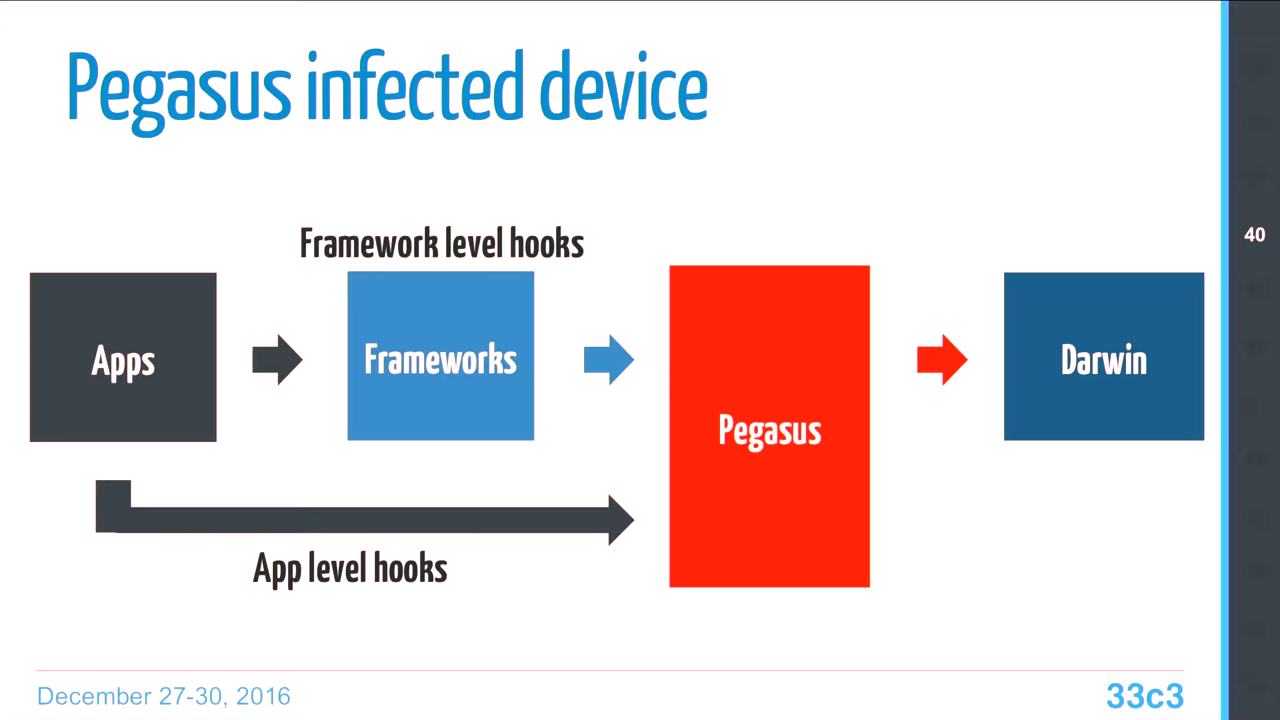 Pegasus infected device
40
Framework level hooks
Apps
Frameworks
Pegasus
Darwin
App level hooks
December 27-30, 2016
33c3